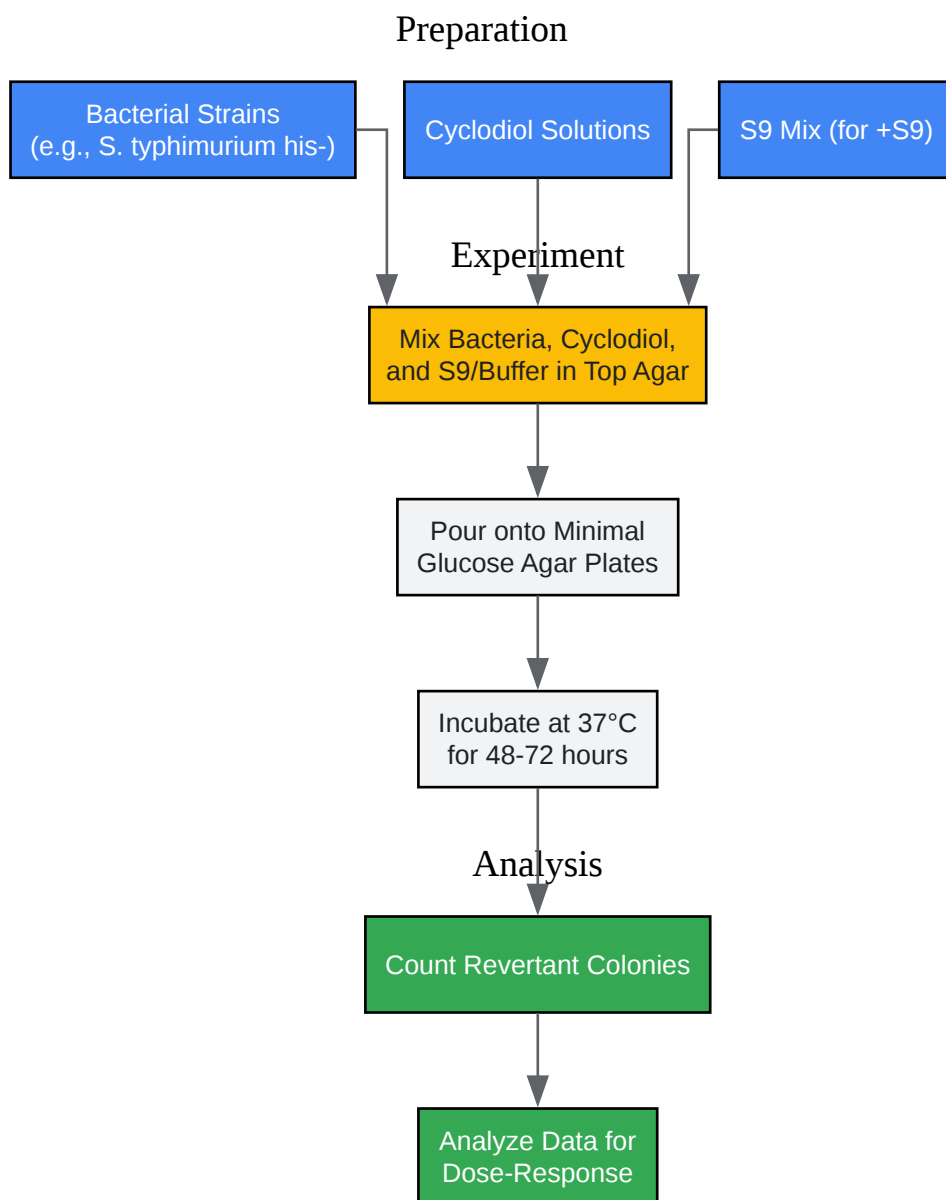 Preparation
Bacterial Strains
(e.g., S. typhimurium his-)
Cyclodiol Solutions
S9 Mix (for +S9)
Experiment
Mix Bacteria, Cyclodiol,
and S9/Buffer in Top Agar
Pour onto Minimal
Glucose Agar Plates
Incubate at 37°C
for 48-72 hours
Analysis
Count Revertant Colonies
Analyze Data for
Dose-Response